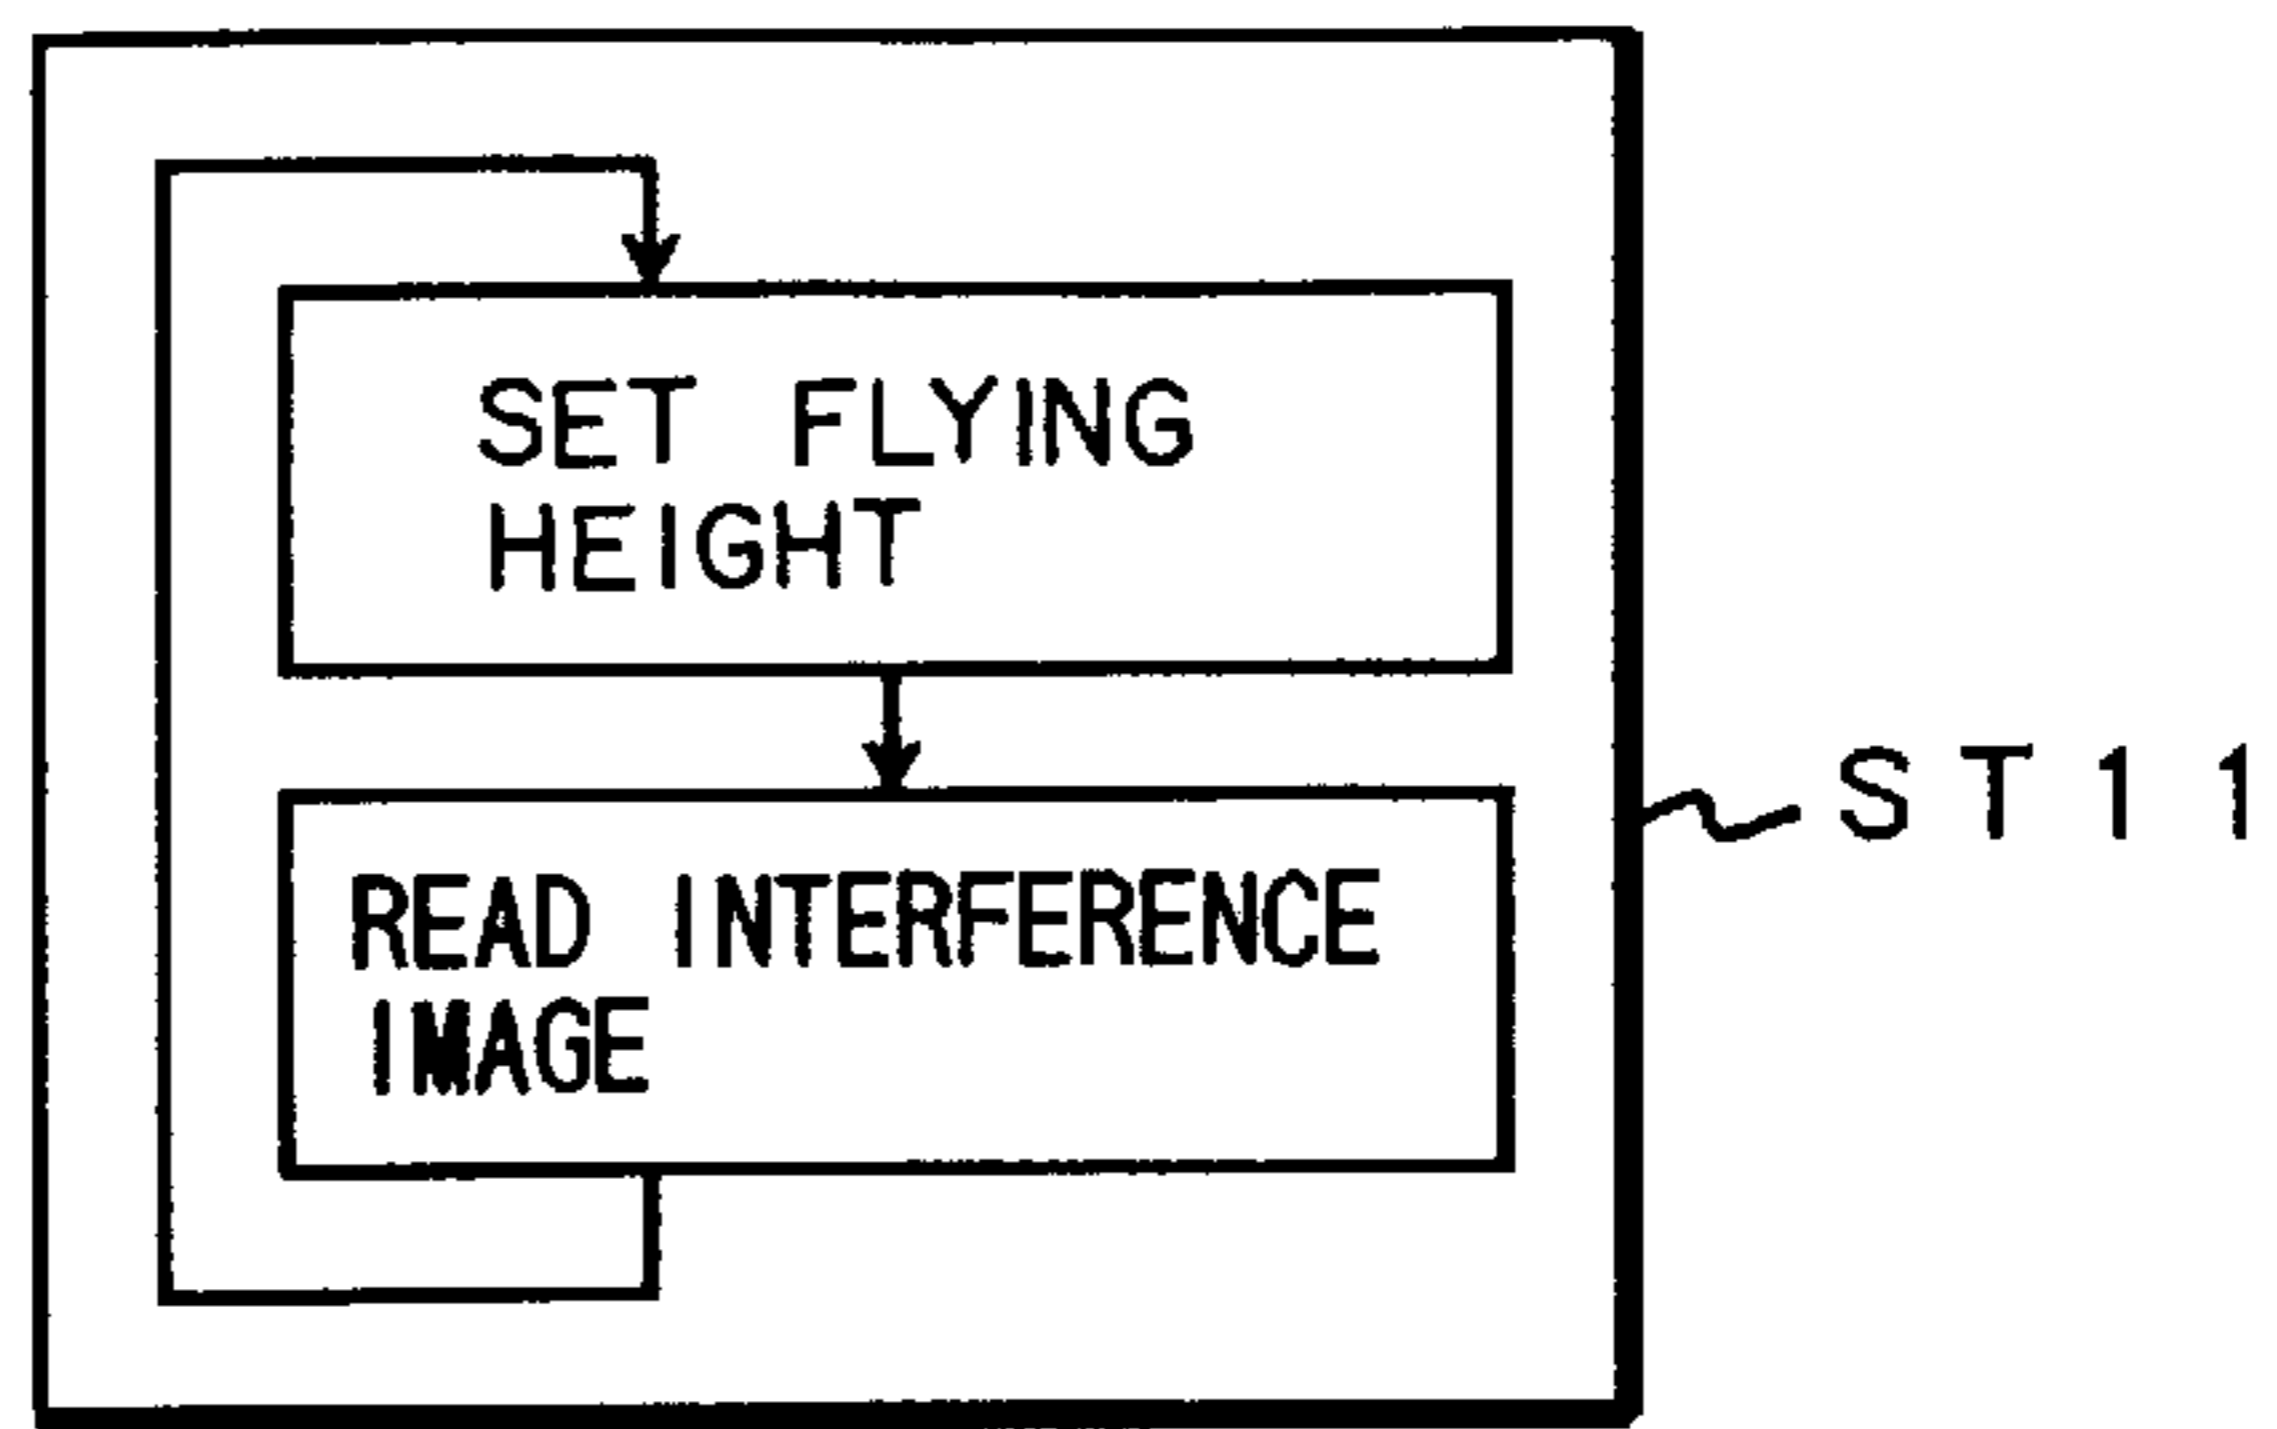 SET FLYING
HEIGHT
READ INTERFERENCE
IMAGE
ST11